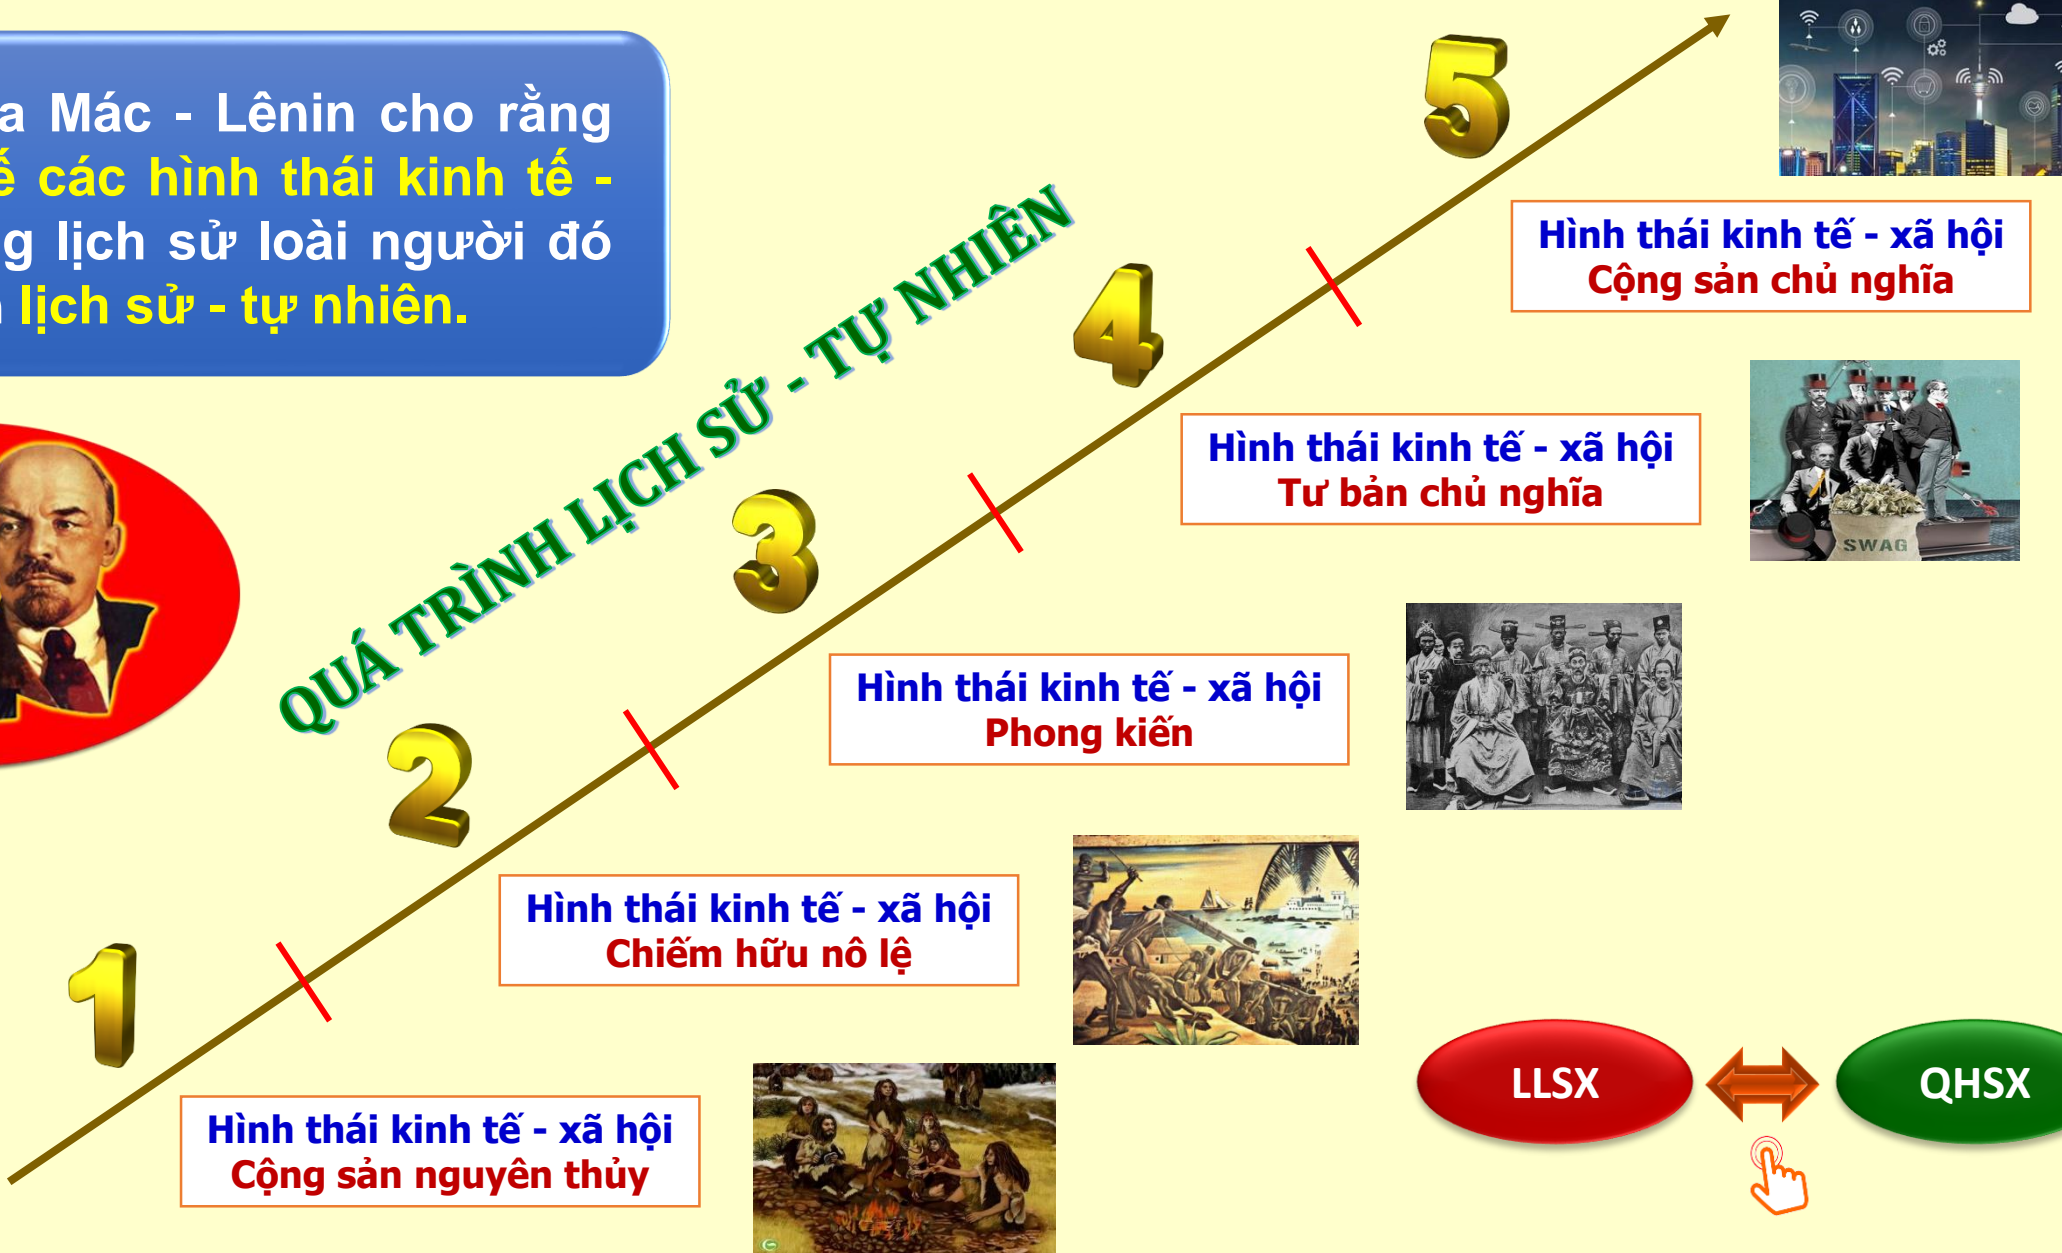 a Mác - Lênin cho rằng
ế các hình thái kinh tế -
g lịch sử loài người đó
lịch sử - tự nhiên.
QUÁ TRÌNH LỊCH SỬ - TỰ NHIÊN
5
Hình thái kinh tế - xã hội
Cộng sản chủ nghĩa
4
Hình thái kinh tế - xã hội
Tư bản chủ nghĩa
SWAG
3
Hình thái kinh tế - xã hội
Phong kiến
2
Hình thái kinh tế - xã hội
Chiếm hữu nô lệ
1
Hình thái kinh tế - xã hội
Cộng sản nguyên thủy
LLSX
QHSX